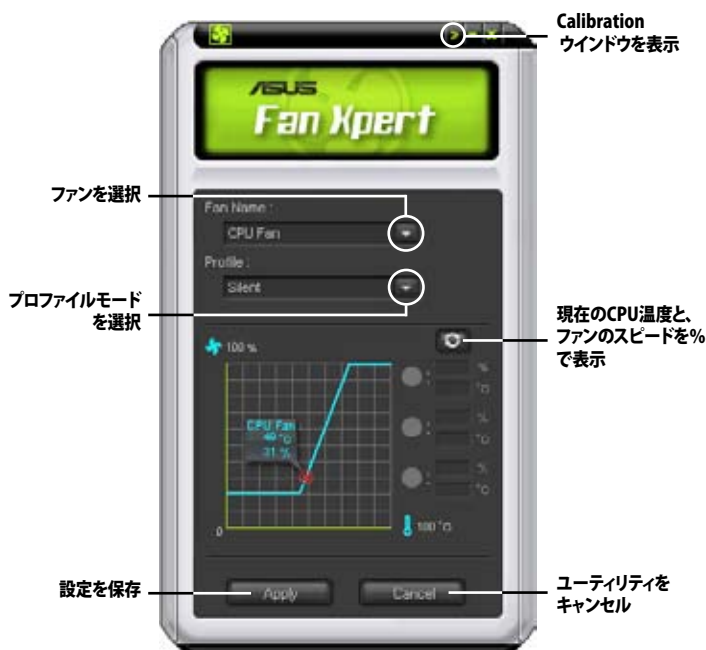 Calibration
ウインドウを表示
ASUS
Fan Xpert
ファンを選択
Fan Name :
CPU Fan
プロファイルモード
を選択
Profile :
Silent
現在のCPU温度と、
ファンのスピードを%
で表示
100 %
%
°C
CPU Fan
49 °C
31 %
%
°C
%
°C
0
100 °C
設定を保存
Apply
Cancel
ユーティリティを
キャンセル